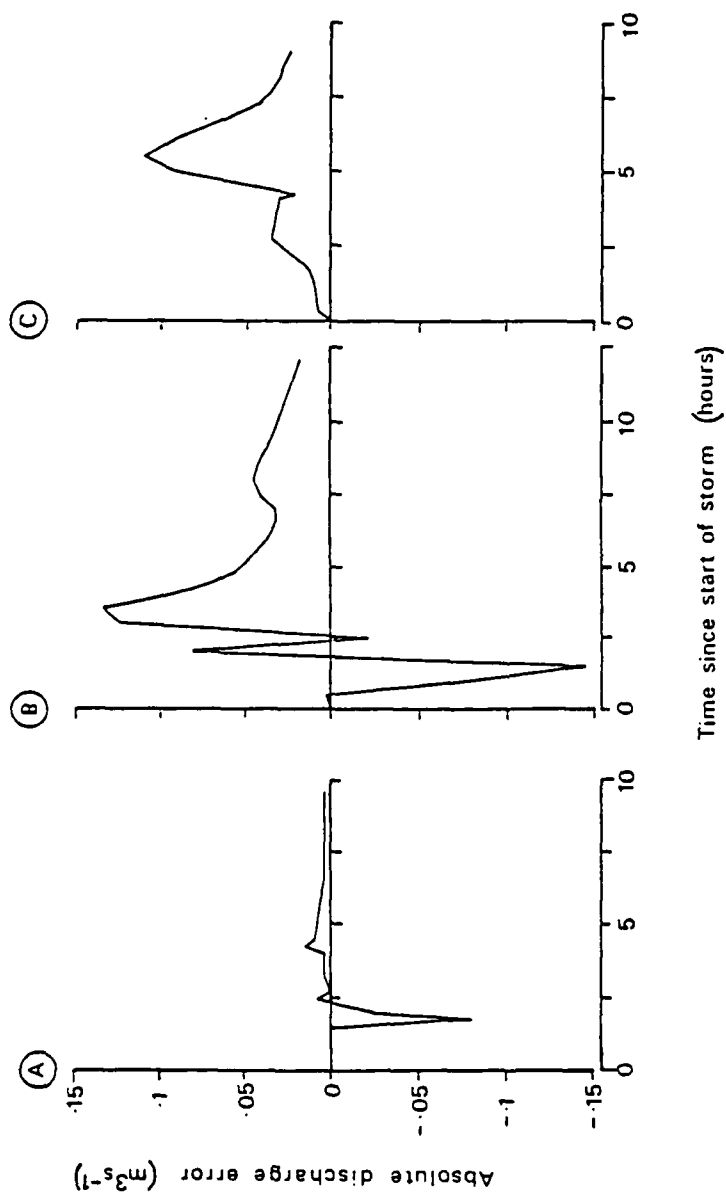 A
B
C
Absolute discharge error (m³s⁻¹)
·15
·1
·05
0
-·05
-·1
-·15
0 5 10
0 5 10
0 5 10
Time since start of storm (hours)